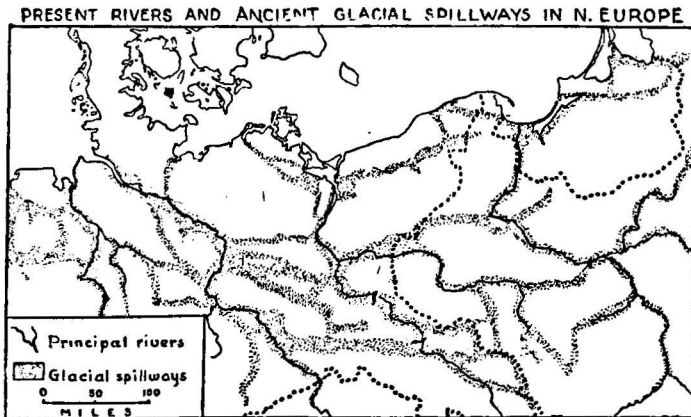 PRESENT RIVERS AND ANCIENT GLACIAL SPILLWAYS IN N. EUROPE
Principal rivers
Glacial spillways
0 50 100
MILES